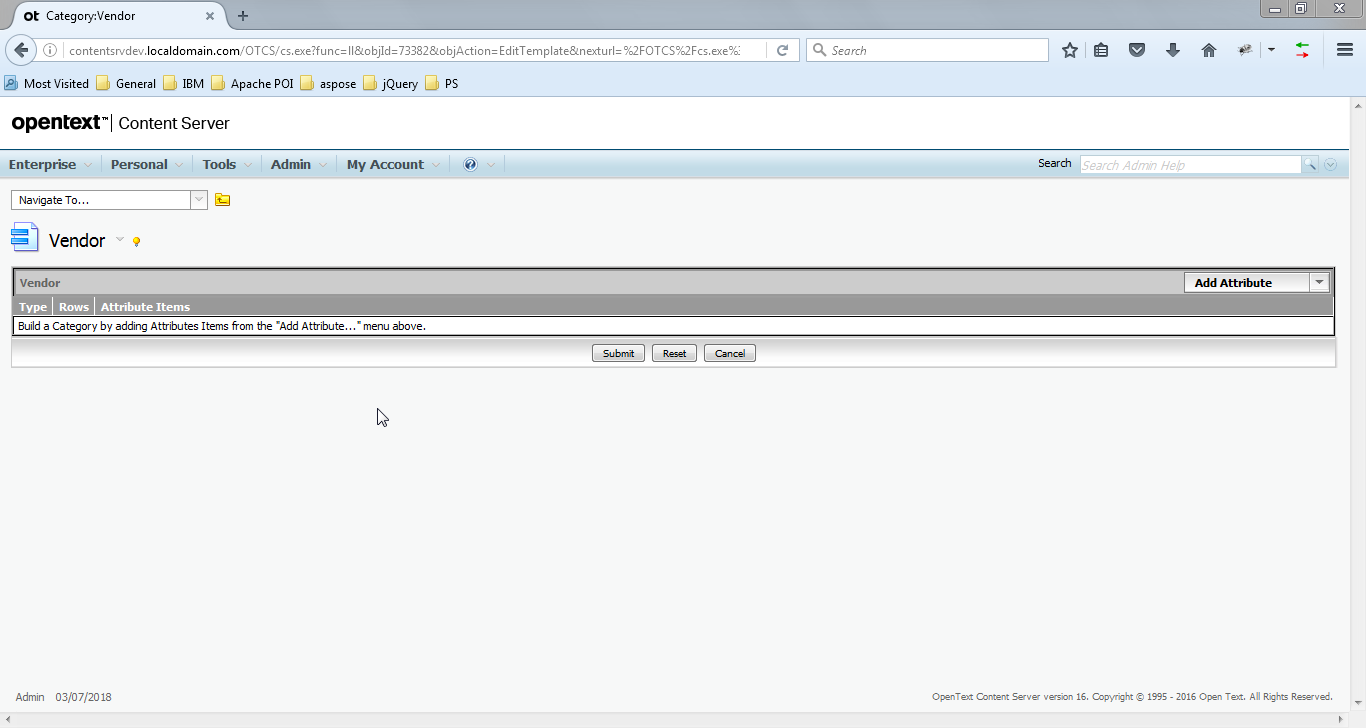 ot Category:Vendor
contentsrvdev.localdomain.com/OTCS/cs.exe?func=ll&objId=73382&objAction=EditTemplate&nexturl=%2FOTCS%2Fcs.exe%
Search
Most Visited General IBM Apache POI aspose jQuery PS
opentext™ Content Server
Enterprise Personal Tools Admin My Account
Search Search Admin Help
Navigate To...
Vendor
Vendor Add Attribute
Type Rows Attribute Items
Build a Category by adding Attributes Items from the "Add Attribute..." menu above.
Submit Reset Cancel
Admin 03/07/2018
OpenText Content Server version 16. Copyright © 1995 - 2016 Open Text. All Rights Reserved.